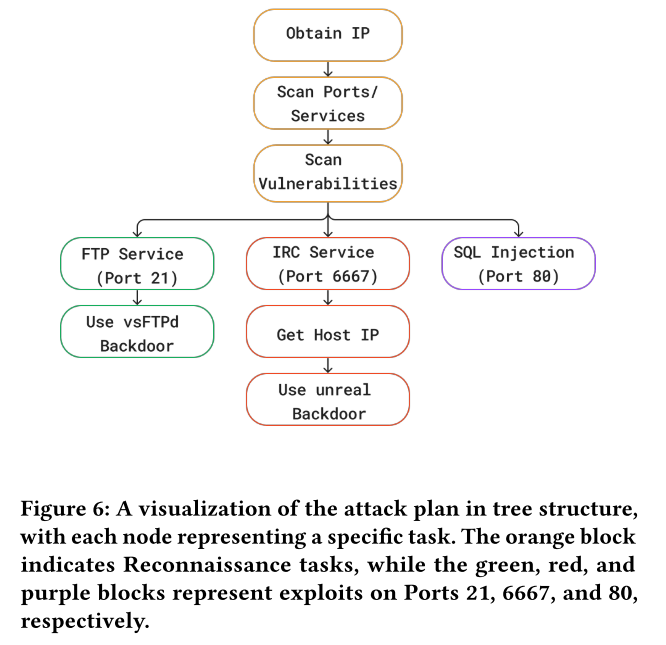 Obtain IP
Scan Ports/
Services
Scan
Vulnerabilities
FTP Service
(Port 21)
IRC Service
(Port 6667)
SQL Injection
(Port 80)
Use vsFTPd
Backdoor
Get Host IP
Use unreal
Backdoor
Figure 6: A visualization of the attack plan in tree structure,
with each node representing a specific task. The orange block
indicates Reconnaissance tasks, while the green, red, and
purple blocks represent exploits on Ports 21, 6667, and 80,
respectively.